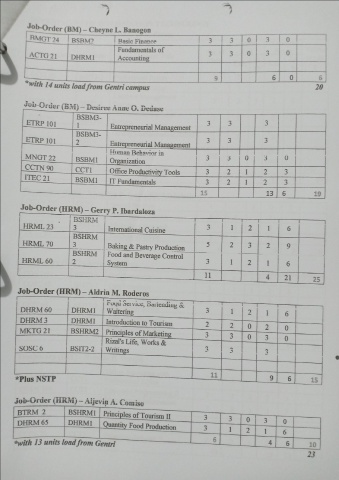 Job-Order (BM) – Cheyne L. Banogon
BMGT 24 BSBM2 Basic Finance 3 3 0 3 0
ACTG 21 DHRM1 Fundamentals of Accounting 3 3 0 3 0
6 0
*with 14 units load from Gentri campus 20
Job-Order (BM) – Desiree Anne O. Dedase
ETRP 101 BSBM3-1 Entrepreneurial Management 3 3 3
ETRP 101 BSBM3-2 Entrepreneurial Management 3 3 3
MNGT 22 BSBM1 Human Behavior in Organization 3 3 0 3 0
CCTN 90 CCT1 Office Productivity Tools 3 2 1 2 3
ITEC 21 BSBM1 IT Fundamentals 3 2 1 2 3
13 6 19
Job-Order (HRM) – Gerry P. Ibardaloza
HRML 23 BSHRM 3 International Cuisine 3 1 2 1 6
HRML 70 BSHRM 3 Baking & Pastry Production 5 2 3 2 9
HRML 60 BSHRM 2 Food and Beverage Control System 3 1 2 1 6
11 4 21 25
Job-Order (HRM) – Aldrin M. Roderos
DHRM 60 DHRM1 Food Service, Bartending & Waitering 3 1 2 1 6
DHRM 3 DHRM1 Introduction to Tourism 2 2 0 2 0
MKTG 21 BSHRM2 Principles of Marketing 3 3 0 3 0
SOSC 6 BSIT2-2 Rizal's Life, Works & Writings 3 3 3
11 9 6 15
*Plus NSTP
Job-Order (HRM) – Aljevin A. Comiso
BTRM 2 BSHRM1 Principles of Tourism II 3 3 0 3 0
DHRM 65 DHRM1 Quantity Food Production 3 1 2 1 6
6 4 6 10
*with 13 units load from Gentri 23